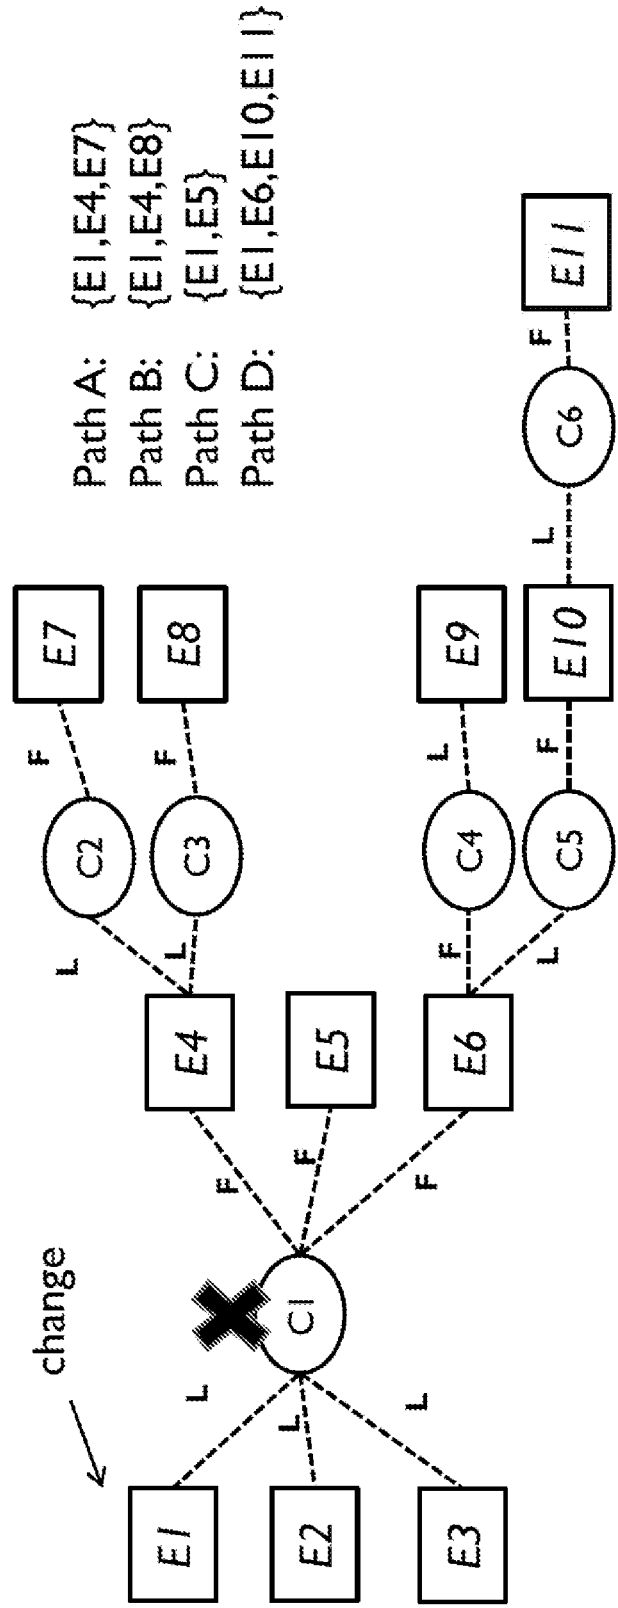 change
Path A: {E1,E4,E7}
Path B: {E1,E4,E8}
Path C: {E1,E5}
Path D: {E1,E6,E10,E11}
E1
E2
E3
L
L
L
C1
F
F
F
E4
E5
E6
L
L
F
L
C2
C3
C4
C5
F
F
L
F
E7
E8
E9
E10
L
C6
F
E11